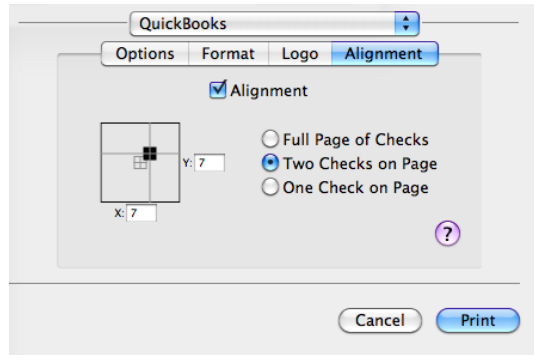 QuickBooks
Options Format Logo Alignment
Alignment
Full Page of Checks
Y: 7 Two Checks on Page
One Check on Page
X: 7
?
Cancel Print